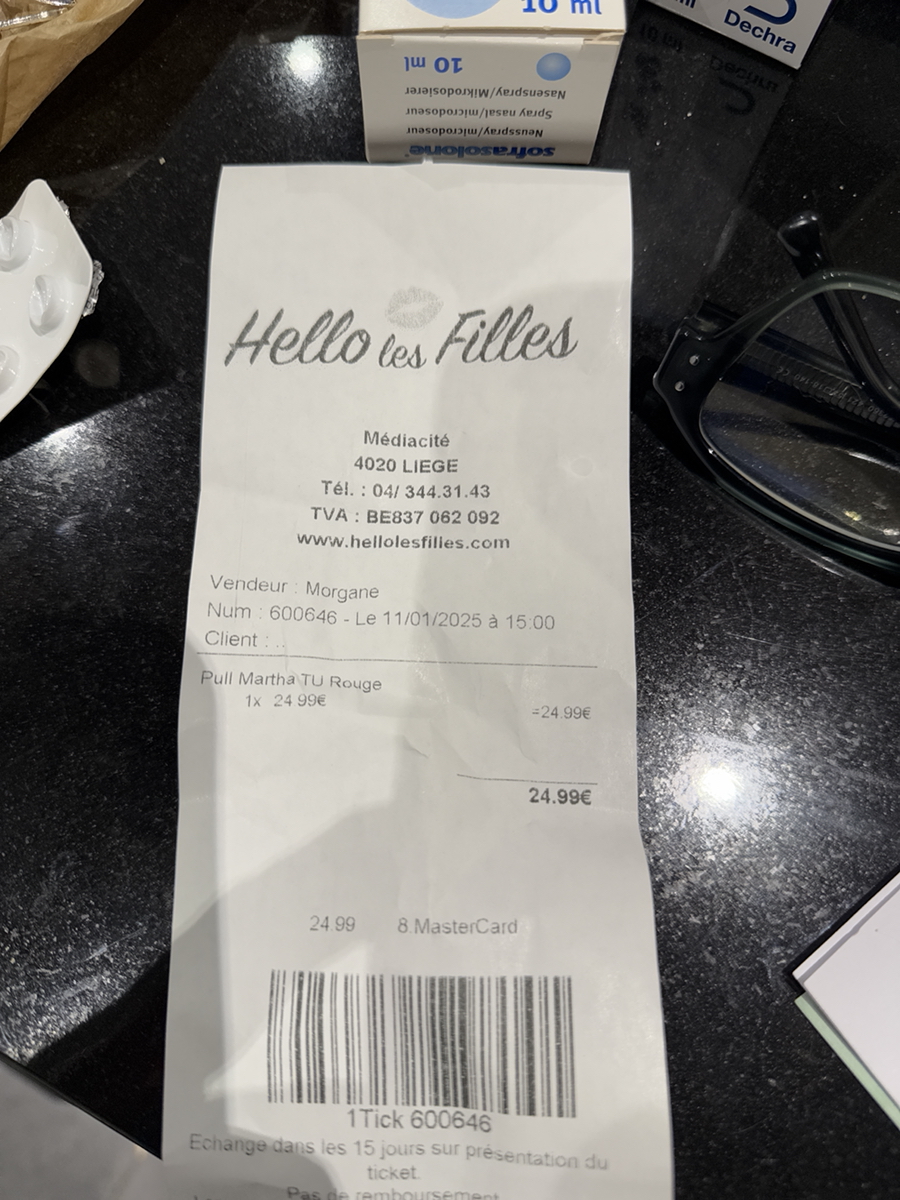 10 ml
10 ml
Nasenspray/Mikrodosierer
Spray nasal/microdoseur
Neusspray/microdoseur
sofrasolone
Dechra
Hello les Filles
Médiacité
4020 LIEGE
Tél. : 04/ 344.31.43
TVA : BE837 062 092
www.hellolesfilles.com
Vendeur : Morgane
Num : 600646 - Le 11/01/2025 à 15:00
Client : ..
Pull Martha TU Rouge
1x 24 99€
=24.99€
24.99€
24.99 8.MasterCard
1Tick 600646
Echange dans les 15 jours sur présentation du
ticket.
Pas de remboursement